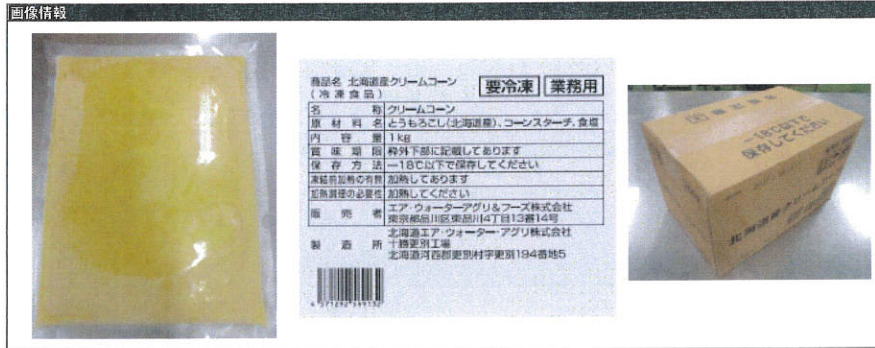 画像情報
商品名 北海道産クリームコーン
(冷凍食品)
要冷凍 業務用
名称 クリームコーン
原材料名 とうもろこし(北海道産)、コーンスターチ、食塩
内容量 1kg
賞味期限 枠外下部に記載してあります
保存方法 -18℃以下で保存してください
凍結前加熱の有無 加熱してあります
加熱調理の必要性 加熱してください
販売者 エア・ウォーターアグリ&フーズ株式会社
東京都品川区東品川4丁目13番14号
製造所 北海道エア・ウォーター・アグリ株式会社
十勝更別工場
北海道河西郡更別村字更別194番地5
-18℃以下で
保存してください